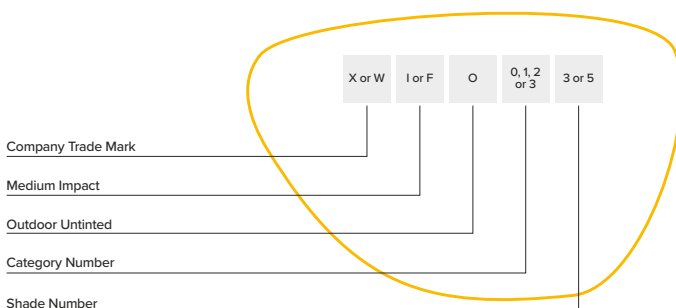 X or W
I or F
O
0, 1, 2
or 3
3 or 5
Company Trade Mark
Medium Impact
Outdoor Untinted
Category Number
Shade Number